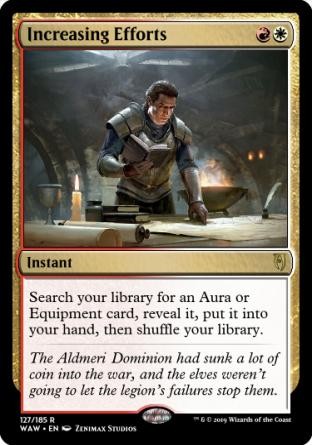 Increasing Efforts
Instant
Search your library for an Aura or
Equipment card, reveal it, put it into
your hand, then shuffle your library.
The Aldmeri Dominion had sunk a lot of
coin into the war, and the elves weren't
going to let the legion's failures stop them.
127/185 R
WAW • EN ZENIMAX STUDIOS
™ & © 2019 Wizards of the Coast